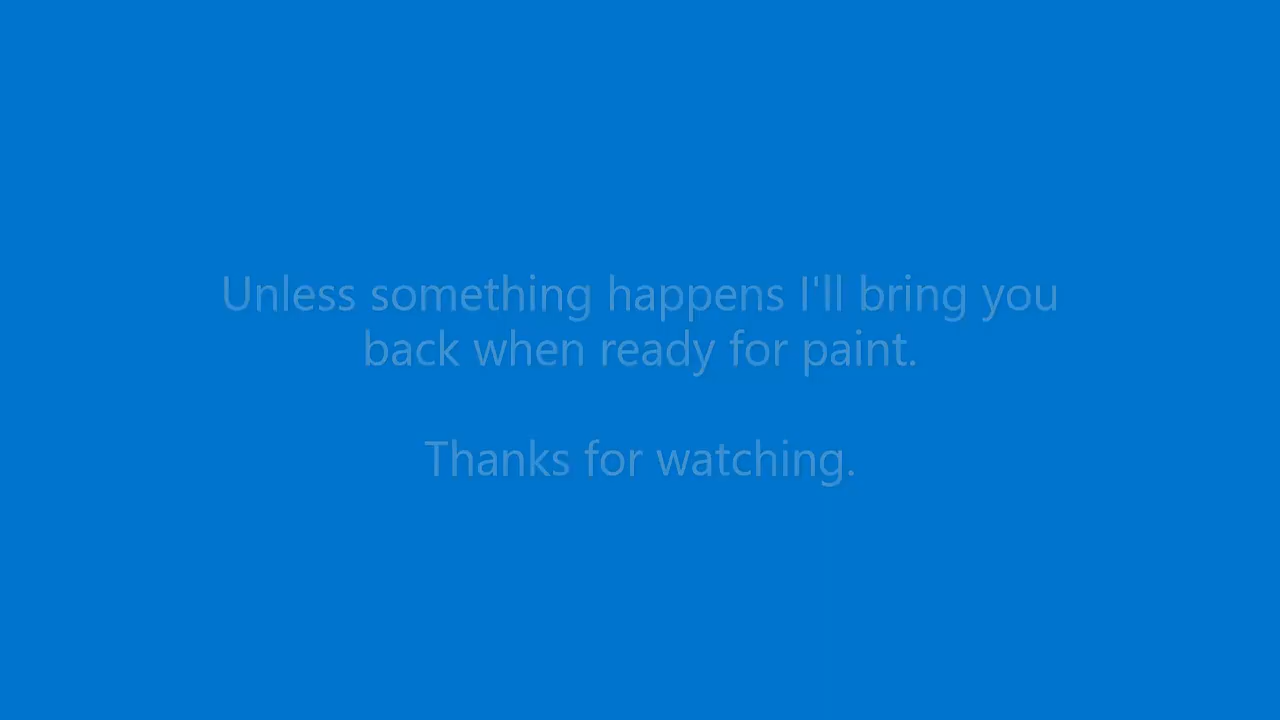 Unless something happens I'll bring you
back when ready for paint.
Thanks for watching.